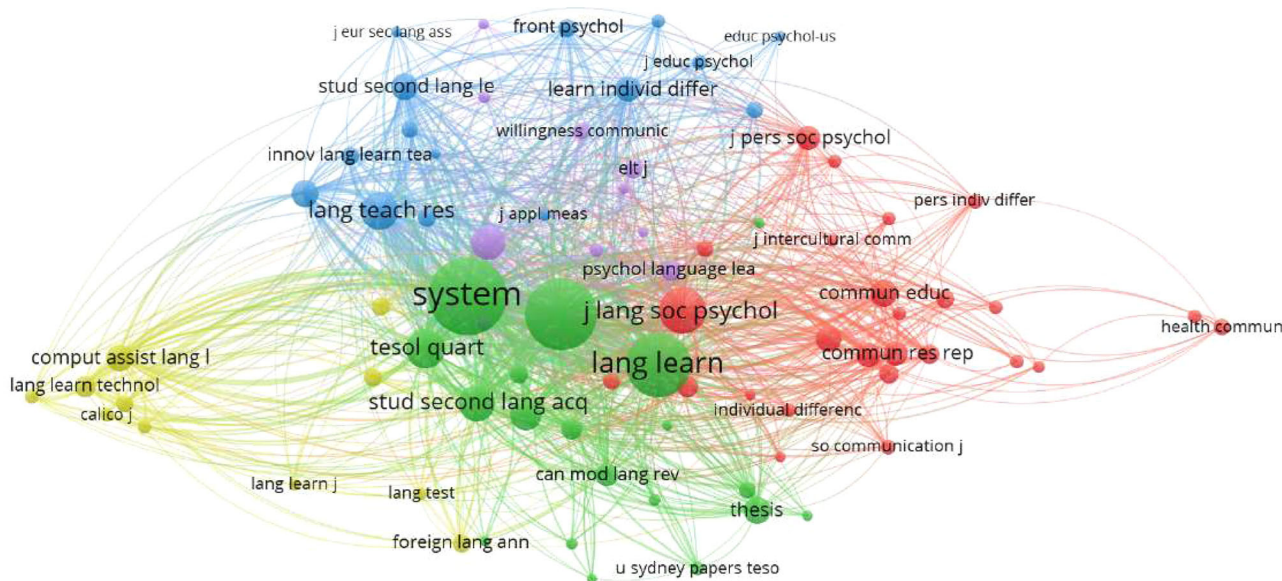 j eur sec lang ass
front psychol
educ psychol-us
j educ psychol
stud second lang le
learn individ differ
willingness communic
j pers soc psychol
innov lang learn tea
elt j
pers indiv differ
lang teach res
j appl meas
j intercultural comm
psychol language lea
system
commun educ
j lang soc psychol
health commun
tesol quart
comput assist lang l
lang learn
commun res rep
lang learn technol
stud second lang acq
calico j
individual differenc
so communication j
can mod lang rev
lang learn j
lang test
thesis
foreign lang ann
u sydney papers teso